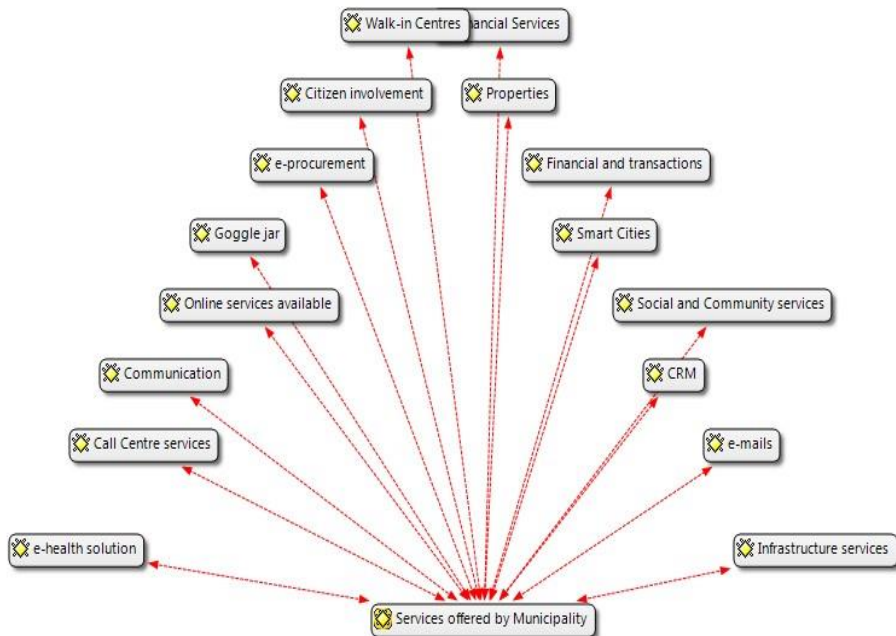 Walk-in Centres
nancial Services
Citizen involvement
Properties
e-procurement
Financial and transactions
Goggle jar
Smart Cities
Online services available
Social and Community services
Communication
CRM
Call Centre services
e-mails
e-health solution
Infrastructure services
Services offered by Municipality